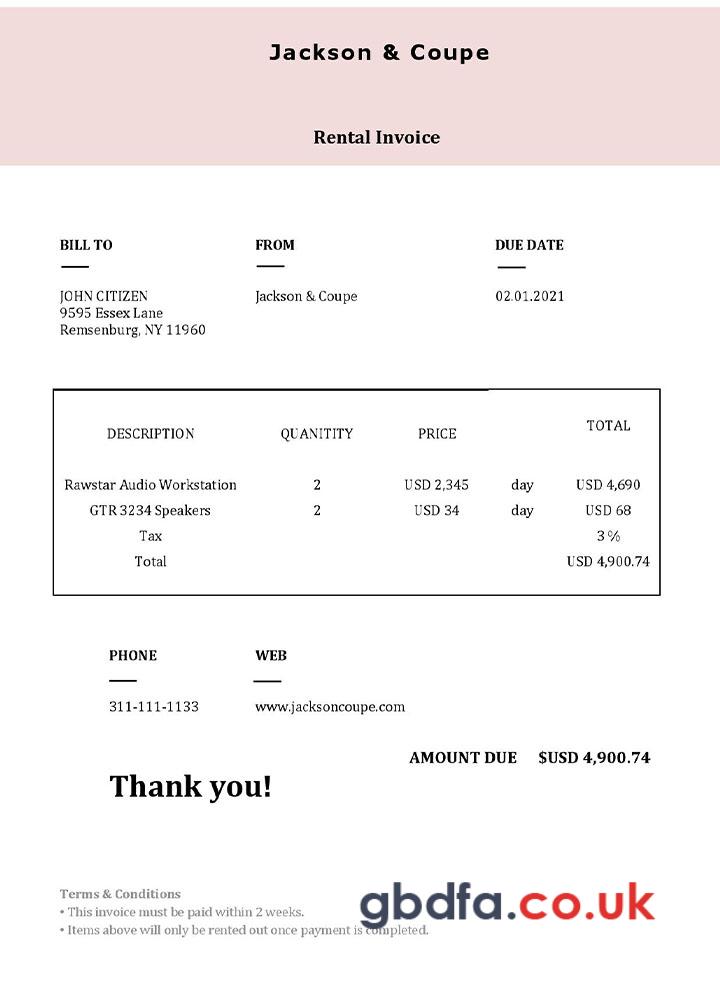 Jackson & Coupe
Rental Invoice
BILL TO
FROM
DUE DATE
JOHN CITIZEN
9595 Essex Lane
Remsenburg, NY 11960
Jackson & Coupe
02.01.2021
DESCRIPTION QUANITITY PRICE TOTAL
Rawstar Audio Workstation 2 USD 2,345 day USD 4,690
GTR 3234 Speakers 2 USD 34 day USD 68
Tax 3 %
Total USD 4,900.74
PHONE
WEB
311-111-1133
www.jacksoncoupe.com
AMOUNT DUE $USD 4,900.74
Thank you!
Terms & Conditions
• This invoice must be paid within 2 weeks.
• Items above will only be rented out once payment is completed.
gbdfa.co.uk